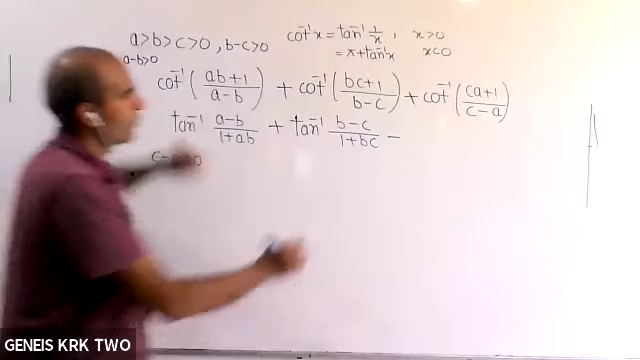 a>b>c>0, b-c>0 cot⁻¹x = tan⁻¹ 1/x, x>0
a-b>0 = π+tan⁻¹x x<0
cot⁻¹((ab+1)/(a-b)) + cot⁻¹((bc+1)/(b-c)) + cot⁻¹((ca+1)/(c-a))
tan⁻¹ (a-b)/(1+ab) + tan⁻¹ (b-c)/(1+bc) -
GENEIS KRK TWO